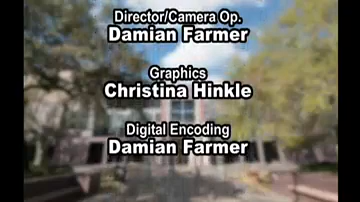 Director/Camera Op.
Damian Farmer
Graphics
Christina Hinkle
Digital Encoding
Damian Farmer